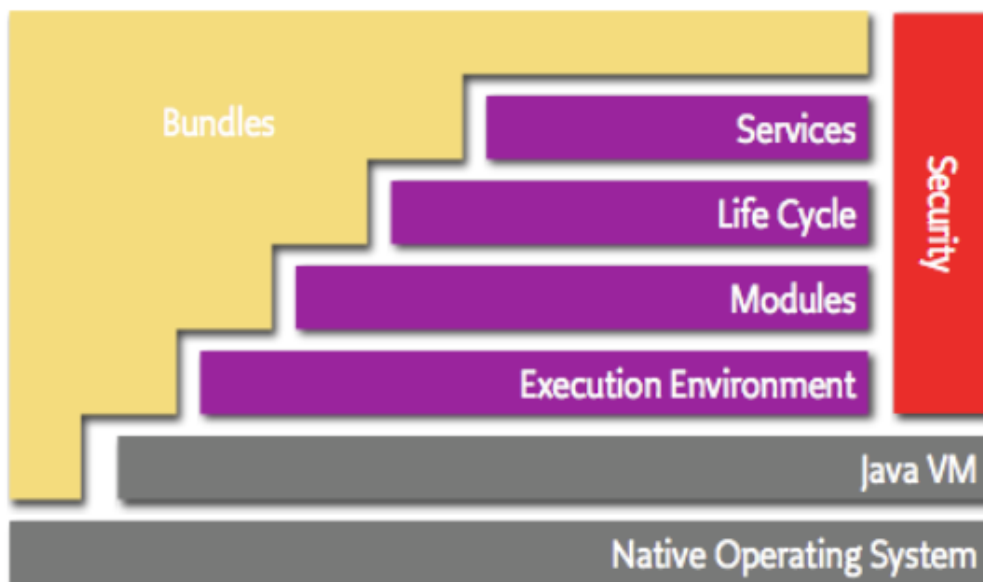 Bundles
Services
Life Cycle
Modules
Execution Environment
Security
Java VM
Native Operating System